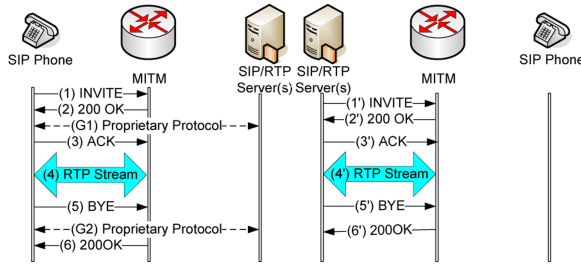 SIP Phone
MITM
SIP/RTP
Server(s)
SIP/RTP
Server(s)
MITM
SIP Phone
(1) INVITE
(2) 200 OK
(G1) Proprietary Protocol
(3) ACK
(4) RTP Stream
(5) BYE
(G2) Proprietary Protocol
(6) 200OK
(1') INVITE
(2') 200 OK
(3') ACK
(4') RTP Stream
(5') BYE
(6') 200OK